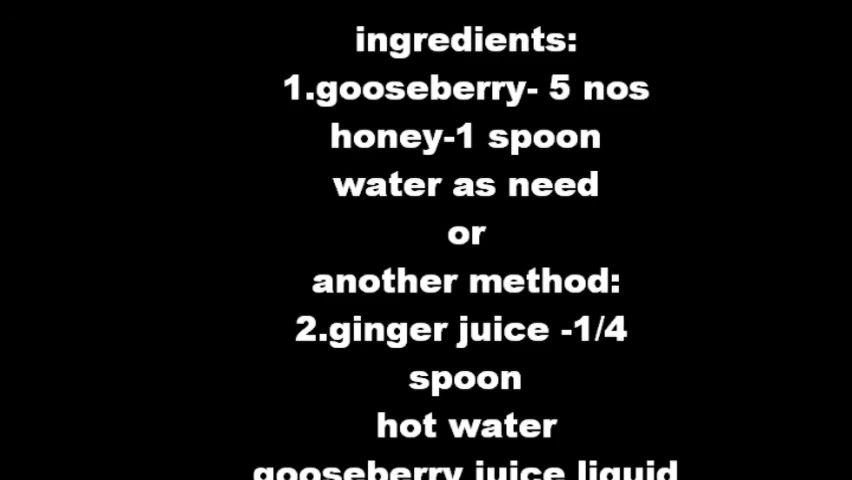 ingredients:
1.gooseberry- 5 nos
honey-1 spoon
water as need
or
another method:
2.ginger juice -1/4
spoon
hot water
gooseberry juice liquid